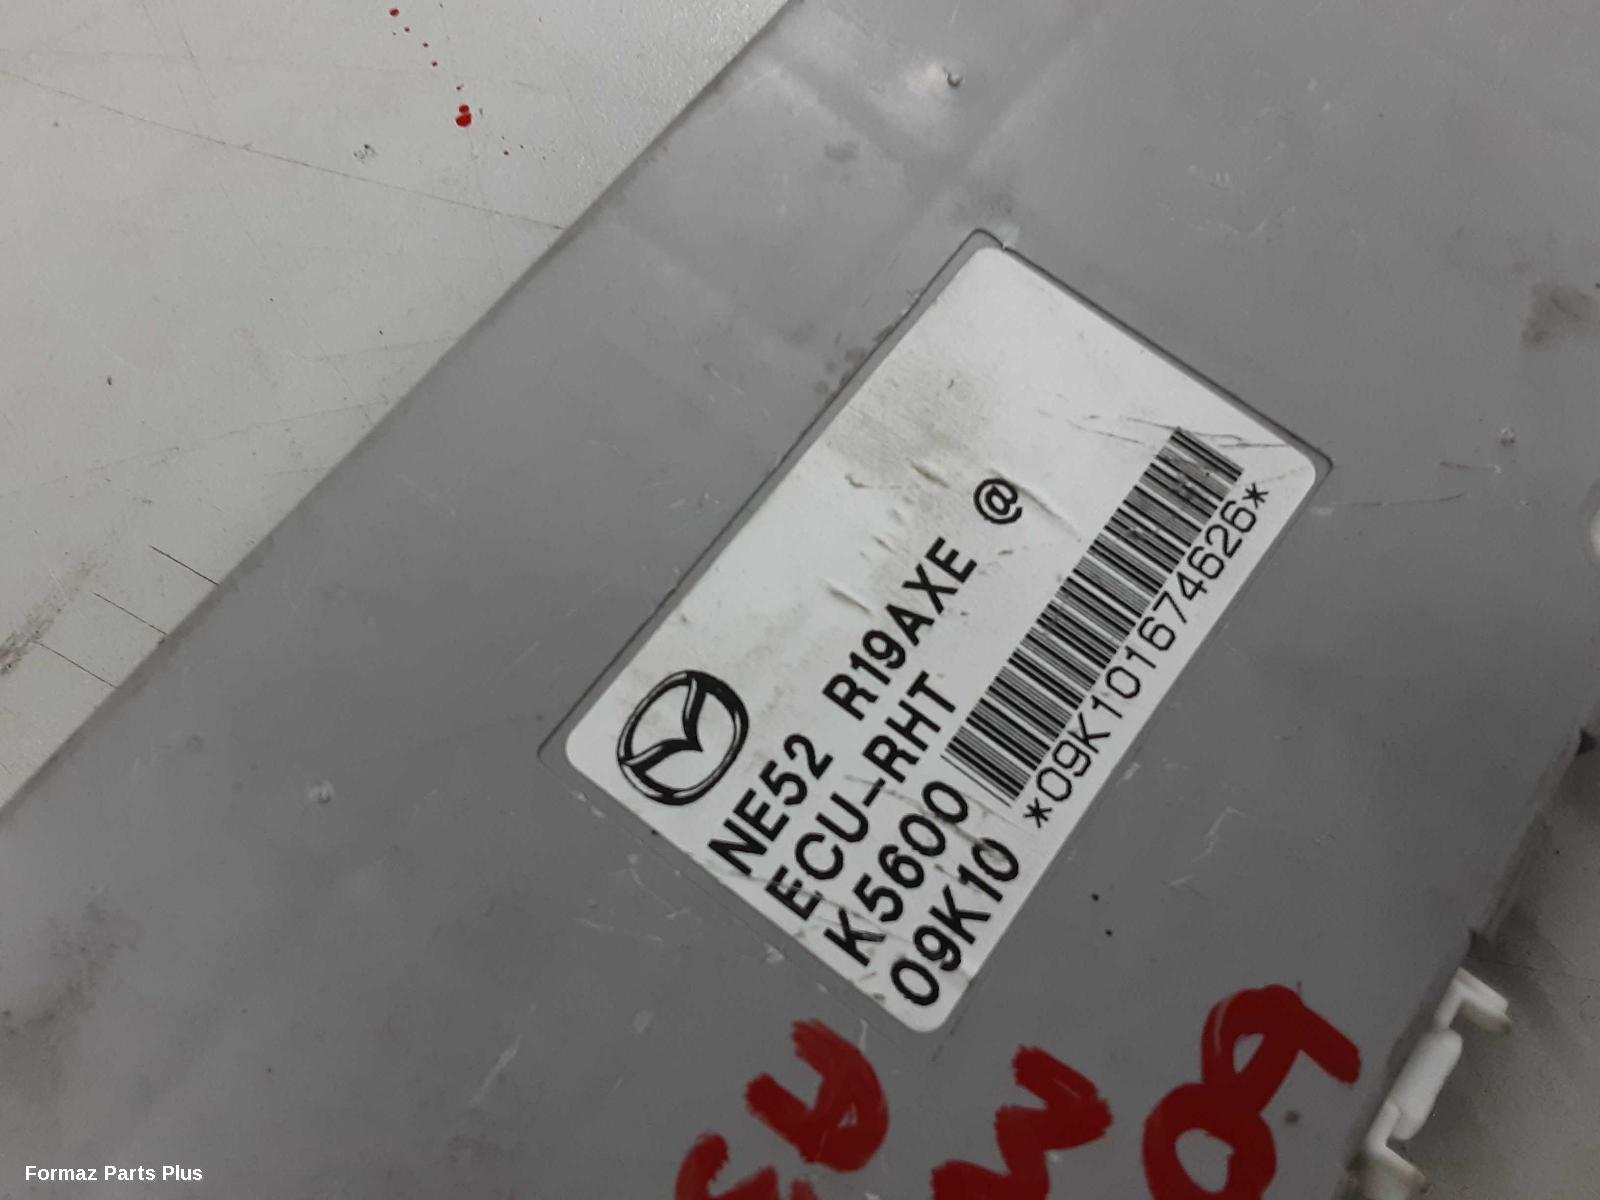 NE52 R19AXE @
ECU-RHT
K5600
09K10
*09K101674626*
Formaz Parts Plus